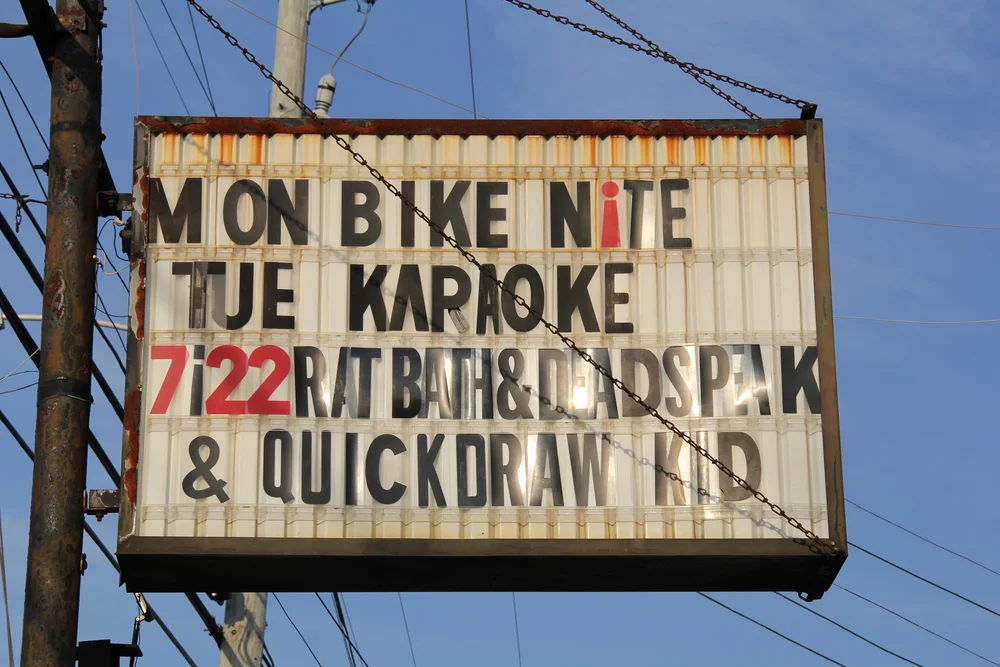 MON BIKE NiTE
TUE KARAOKE
7i22 RAT BATH & DEADSPEAK
& QUICKDRAW KID